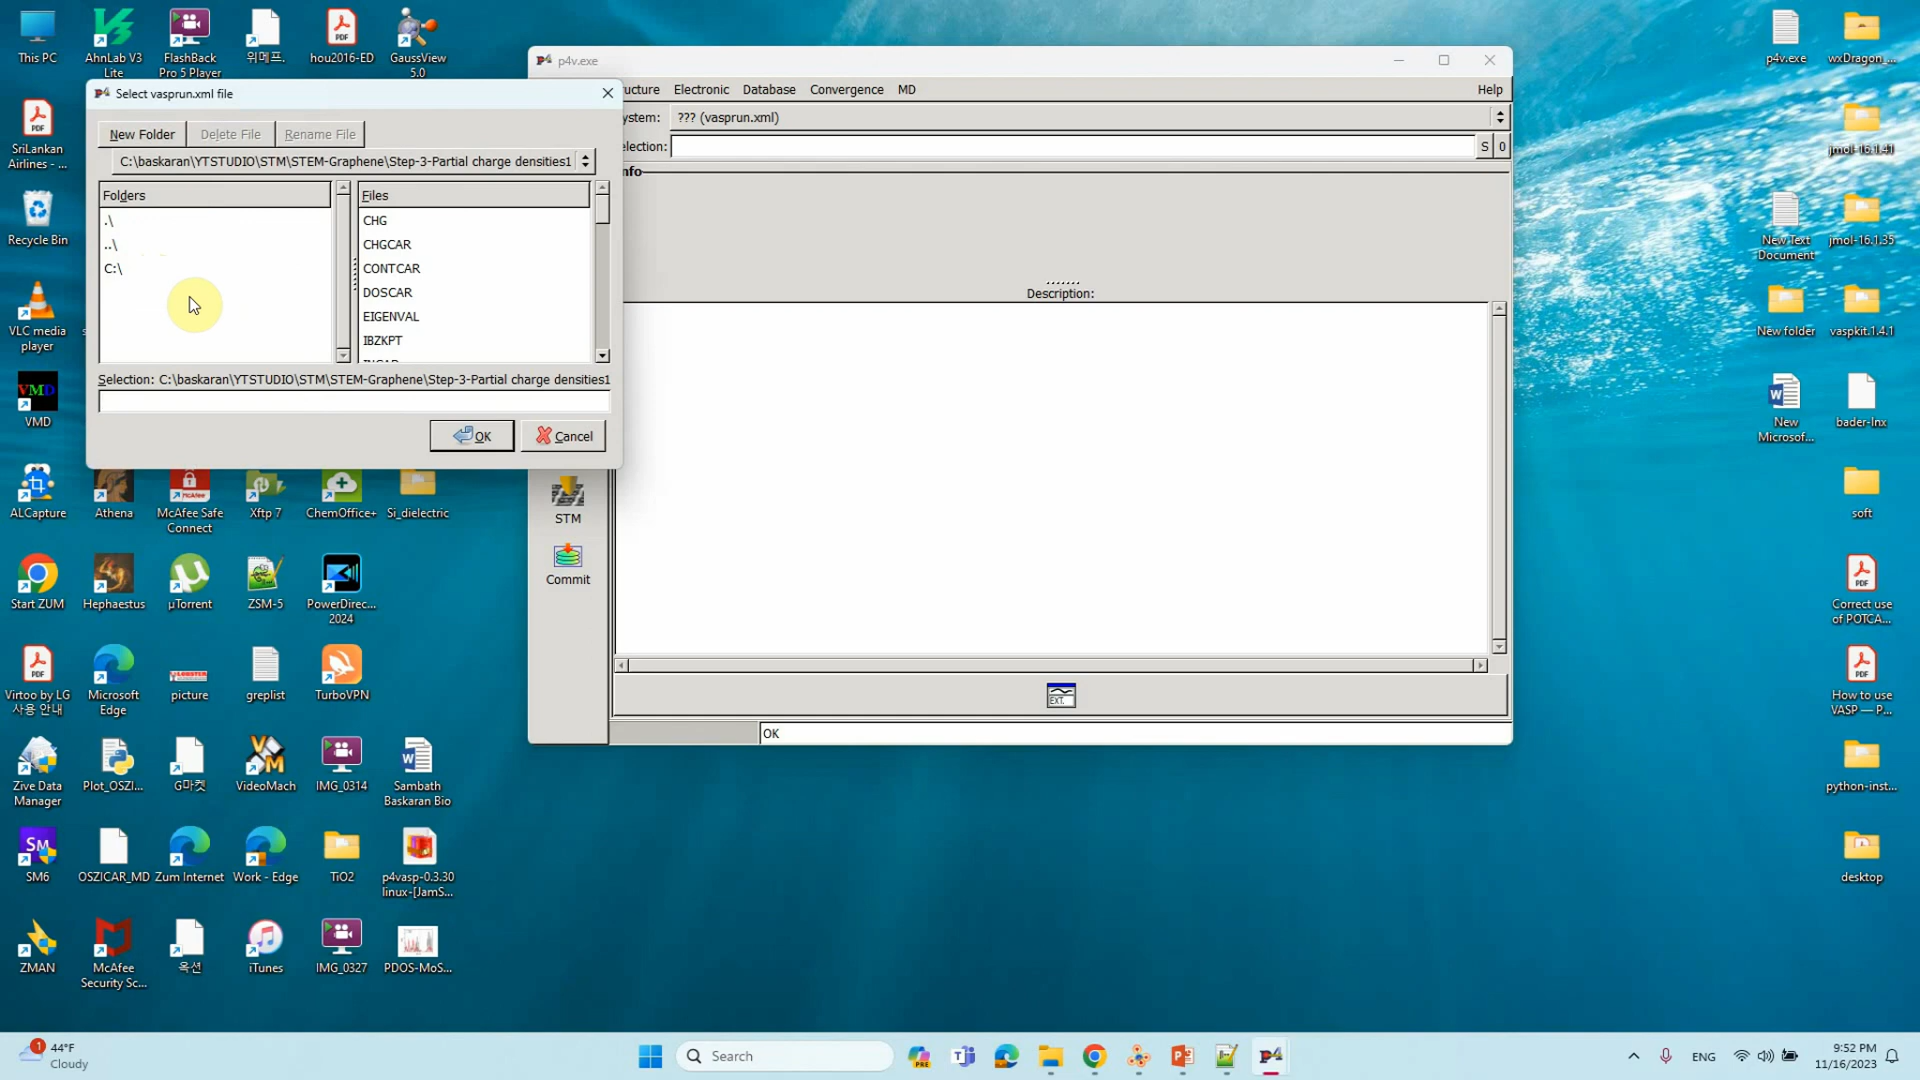 This PC
AhnLab V3
Lite
FlashBack
Pro 5 Player
위메프.
hou2016-ED
GaussView
5.0
SriLankan
Airlines - ...
Recycle Bin
VLC media
player
VMD
ALCapture
Athena
McAfee Safe
Connect
Xftp 7
ChemOffice+
Si_dielectric
Start ZUM
Hephaestus
µTorrent
ZSM-5
PowerDirec...
2024
Virtoo by LG
사용 안내
Microsoft
Edge
picture
greplist
TurboVPN
Zive Data
Manager
Plot_OSZI...
G마켓
VideoMach
IMG_0314
Sambath
Baskaran Bio
SM6
OSZICAR_MD
Zum Internet
Work - Edge
TiO2
p4vasp-0.3.30
linux-[JamS...
ZMAN
McAfee
Security Sc...
옥션
iTunes
IMG_0327
PDOS-MoS...
Select vasprun.xml file
New Folder
Delete File
Rename File
C:\baskaran\YTSTUDIO\STM\STEM-Graphene\Step-3-Partial charge densities1
Folders
.\
..\
C:\
Files
CHG
CHGCAR
CONTCAR
DOSCAR
EIGENVAL
IBZKPT
Selection: C:\baskaran\YTSTUDIO\STM\STEM-Graphene\Step-3-Partial charge densities1
OK
Cancel
p4v.exe
ucture
Electronic
Database
Convergence
MD
Help
ystem:
??? (vasprun.xml)
election:
S
0
nfo
Description:
STM
Commit
EXT.
OK
p4v.exe
wxDragon_...
jmol-16.1.41
New Text
Document
jmol-16.1.35
New folder
vaspkit.1.4.1
New
Microsof...
bader-lnx
soft
Correct use
of POTCA...
How to use
VASP — P...
python-inst...
desktop
1
44°F
Cloudy
Search
PRE
ENG
9:52 PM
11/16/2023